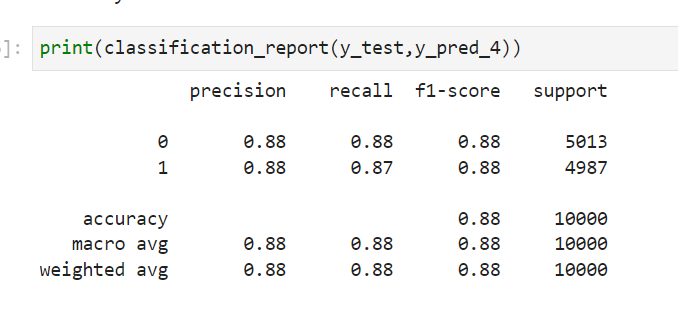 ]: print(classification_report(y_test,y_pred_4))
precision recall f1-score support
0 0.88 0.88 0.88 5013
1 0.88 0.87 0.88 4987
accuracy 0.88 10000
macro avg 0.88 0.88 0.88 10000
weighted avg 0.88 0.88 0.88 10000